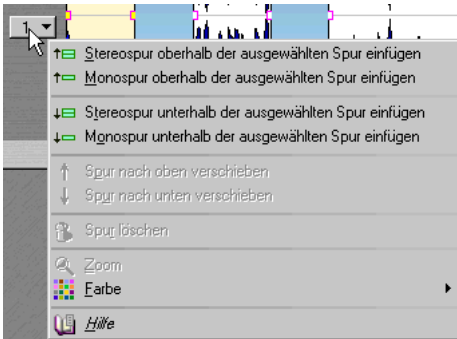 1
Stereospur oberhalb der ausgewählten Spur einfügen
Monospur oberhalb der ausgewählten Spur einfügen
Stereospur unterhalb der ausgewählten Spur einfügen
Monospur unterhalb der ausgewählten Spur einfügen
Spur nach oben verschieben
Spur nach unten verschieben
Spur löschen
Zoom
Farbe
Hilfe